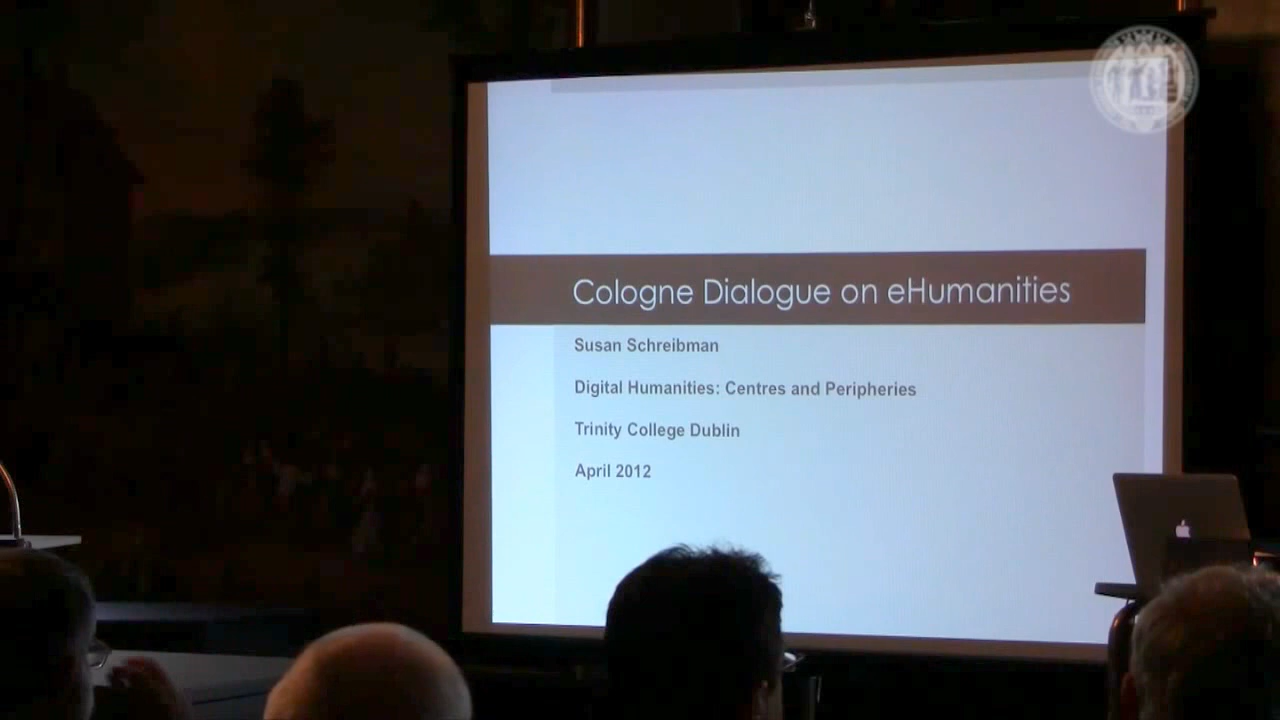 Cologne Dialogue on eHumanities
Susan Schreibman
Digital Humanities: Centres and Peripheries
Trinity College Dublin
April 2012